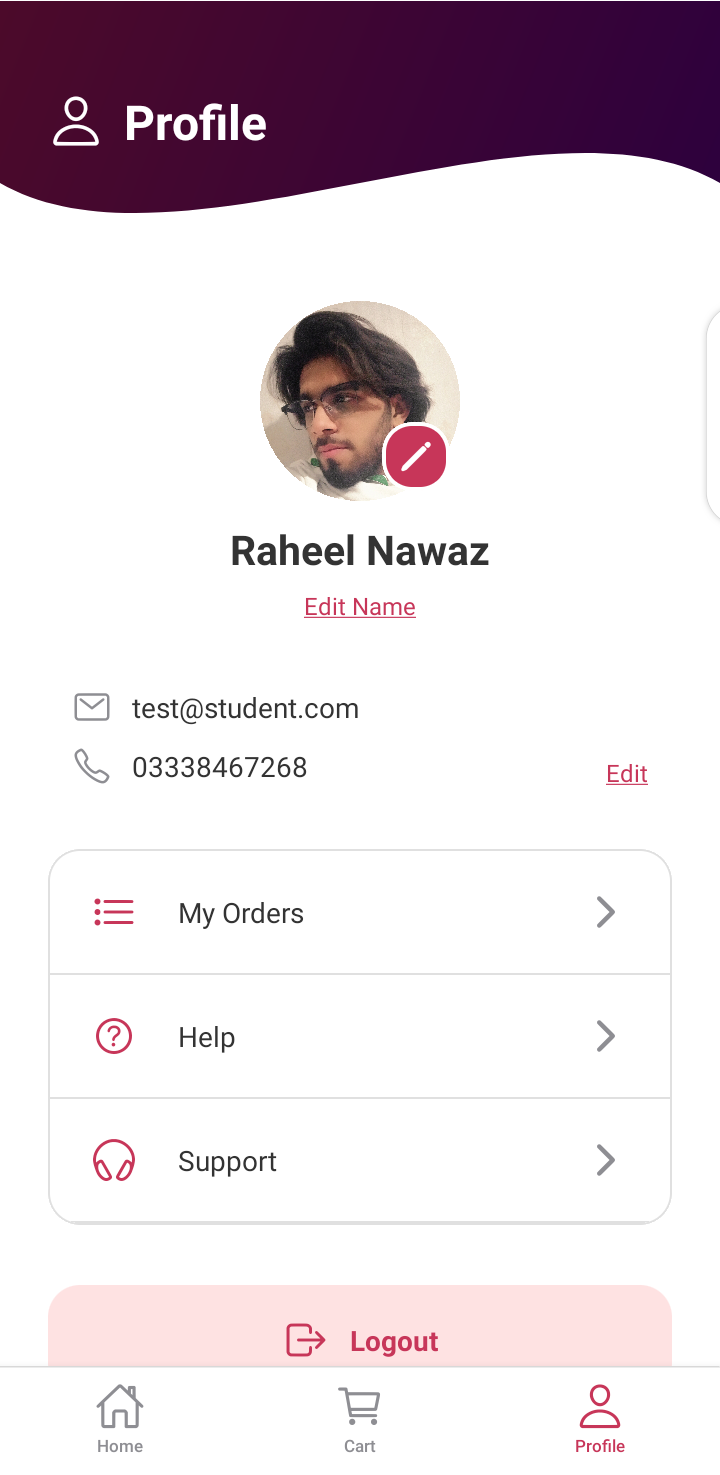 Profile
Raheel Nawaz
Edit Name
test@student.com
03338467268
Edit
My Orders
Help
Support
Logout
Home
Cart
Profile